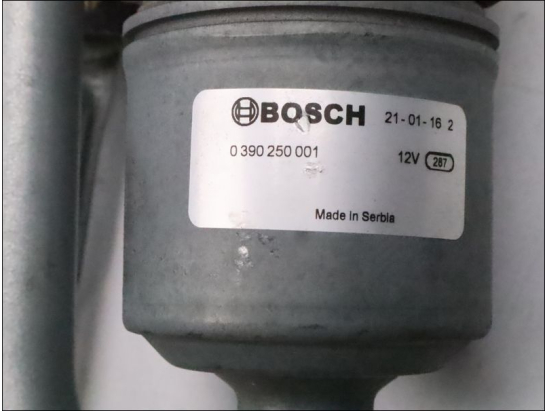 BOSCH 21-01-16 2
0 390 250 001 12V 287
Made in Serbia